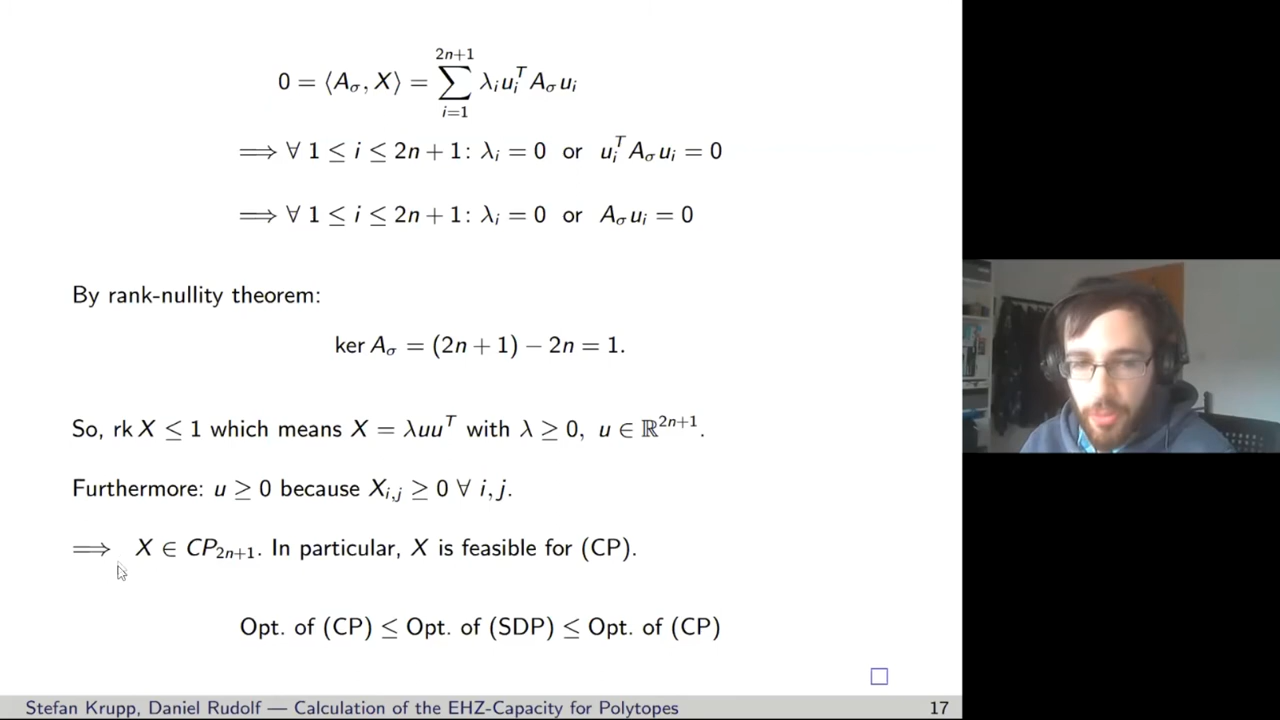 0 = ⟨A_σ, X⟩ = \sum_{i=1}^{2n+1} λ_i u_i^T A_σ u_i
⟹ ∀ 1 ≤ i ≤ 2n + 1: λ_i = 0 or u_i^T A_σ u_i = 0
⟹ ∀ 1 ≤ i ≤ 2n + 1: λ_i = 0 or A_σ u_i = 0
By rank-nullity theorem:
ker A_σ = (2n + 1) − 2n = 1.
So, rk X ≤ 1 which means X = λuu^T with λ ≥ 0, u ∈ ℝ^{2n+1}.
Furthermore: u ≥ 0 because X_{i,j} ≥ 0 ∀ i, j.
⟹ X ∈ CP_{2n+1}. In particular, X is feasible for (CP).
Opt. of (CP) ≤ Opt. of (SDP) ≤ Opt. of (CP)
□
Stefan Krupp, Daniel Rudolf — Calculation of the EHZ-Capacity for Polytopes 17